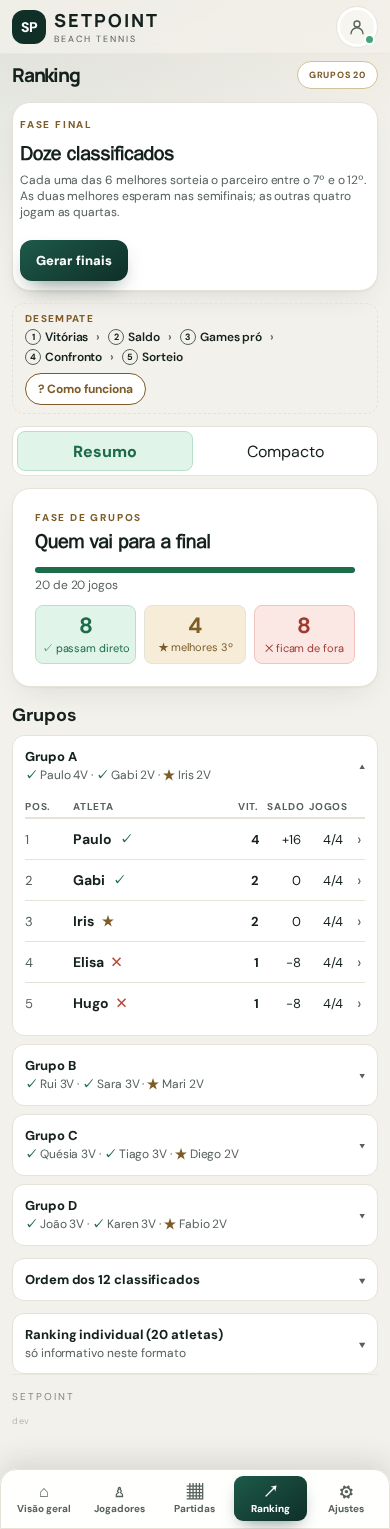 SP
SETPOINT
BEACH TENNIS
Ranking
GRUPOS 20
FASE FINAL
Doze classificados
Cada uma das 6 melhores sorteia o parceiro entre o 7º e o 12º.
As duas melhores esperam nas semifinais; as outras quatro
jogam as quartas.
Gerar finais
DESEMPATE
1 Vitórias › 2 Saldo › 3 Games pró ›
4 Confronto › 5 Sorteio
? Como funciona
Resumo Compacto
FASE DE GRUPOS
Quem vai para a final
20 de 20 jogos
8 4 8
✓ passam direto ★ melhores 3º ✕ ficam de fora
Grupos
Grupo A
✓ Paulo 4V · ✓ Gabi 2V · ★ Iris 2V
POS. ATLETA VIT. SALDO JOGOS
1 Paulo ✓ 4 +16 4/4 ›
2 Gabi ✓ 2 0 4/4 ›
3 Iris ★ 2 0 4/4 ›
4 Elisa ✕ 1 -8 4/4 ›
5 Hugo ✕ 1 -8 4/4 ›
Grupo B
✓ Rui 3V · ✓ Sara 3V · ★ Mari 2V
Grupo C
✓ Quésia 3V · ✓ Tiago 3V · ★ Diego 2V
Grupo D
✓ João 3V · ✓ Karen 3V · ★ Fabio 2V
Ordem dos 12 classificados
Ranking individual (20 atletas)
só informativo neste formato
SETPOINT
dev
Visão geral Jogadores Partidas Ranking Ajustes